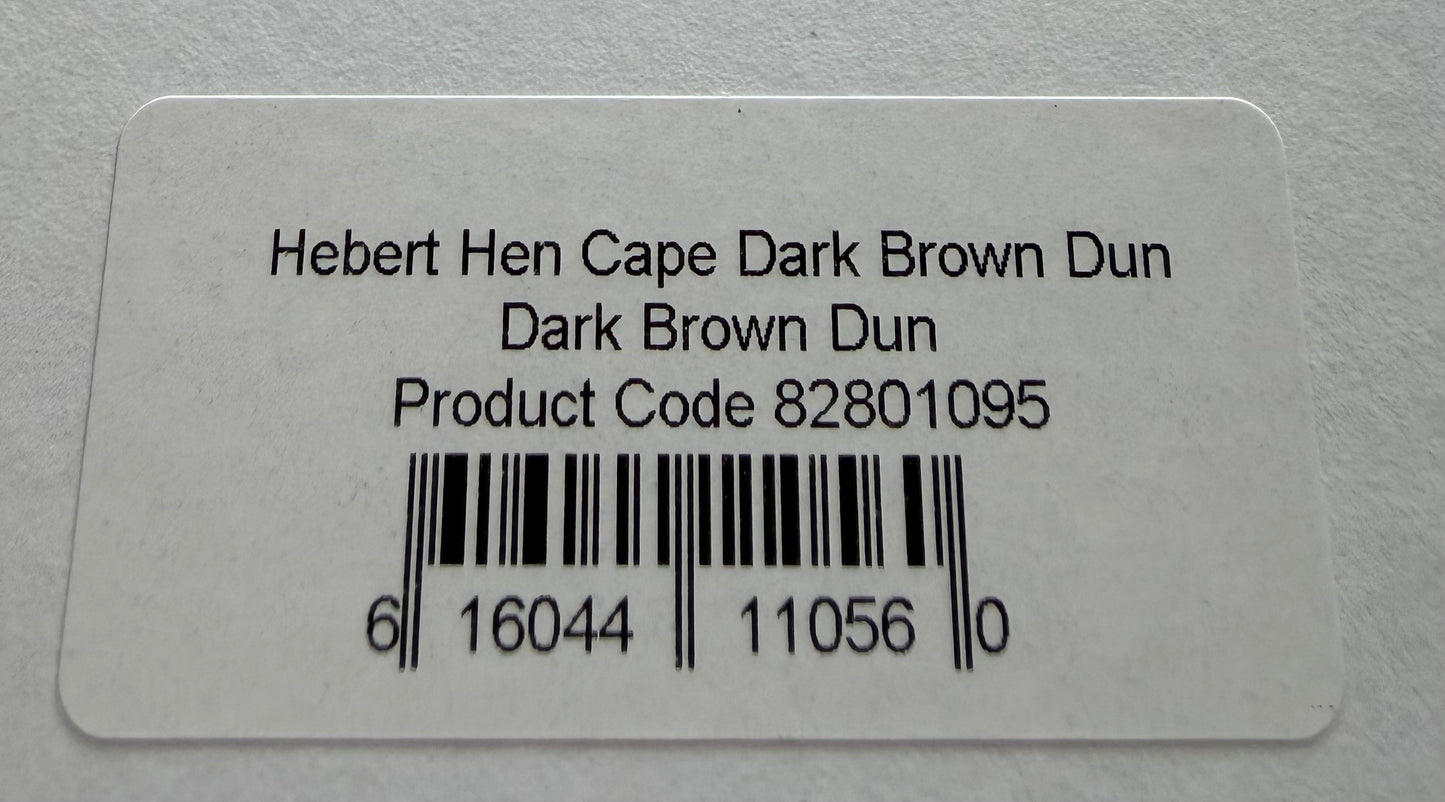 Hebert Hen Cape Dark Brown Dun
Dark Brown Dun
Product Code 82801095
6 16044 11056 0